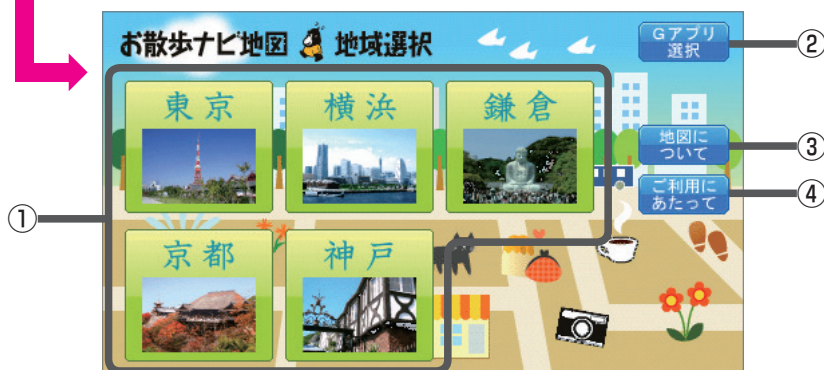 お散歩ナビ地図 地域選択
Gアプリ
選択
②
東京
横浜
鎌倉
地図に
ついて
③
ご利用に
あたって
④
①
京都
神戸